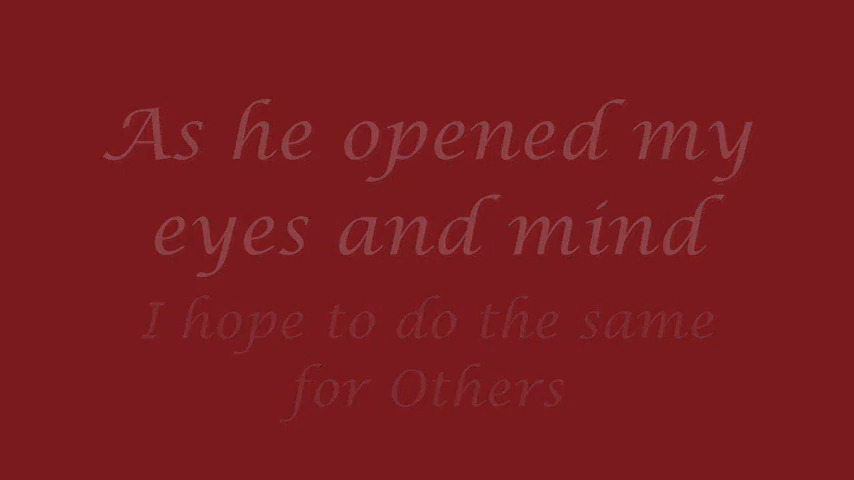 As he opened my
eyes and mind
I hope to do the same
for Others